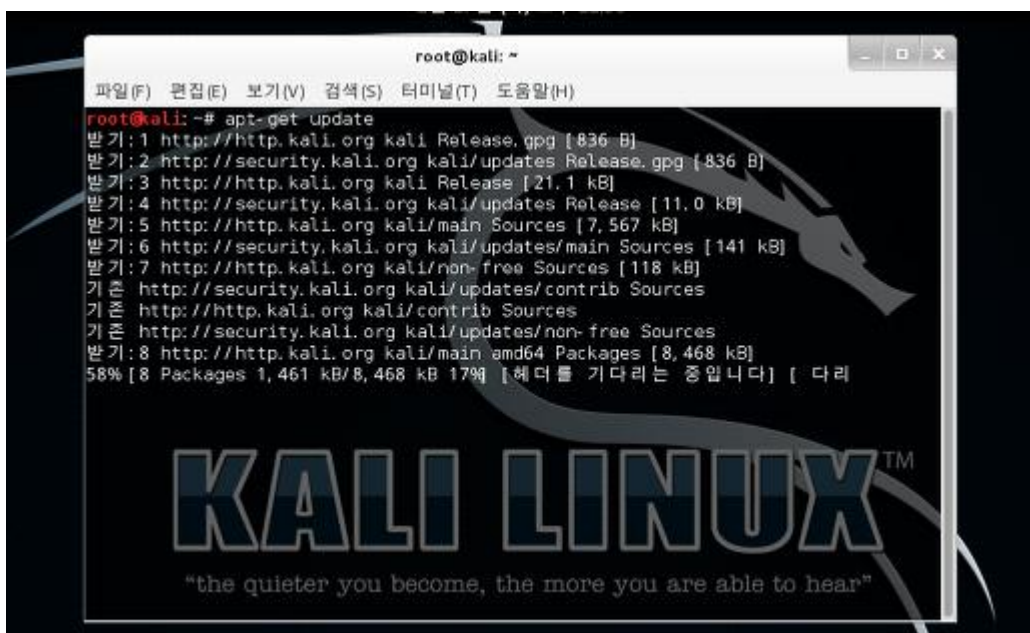 root@kali: ~
파일(F) 편집(E) 보기(V) 검색(S) 터미널(T) 도움말(H)
root@kali:~# apt-get update
받기:1 http://http.kali.org kali Release.gpg [836 B]
받기:2 http://security.kali.org kali/updates Release.gpg [836 B]
받기:3 http://http.kali.org kali Release [21.1 kB]
받기:4 http://security.kali.org kali/updates Release [11.0 kB]
받기:5 http://http.kali.org kali/main Sources [7,567 kB]
받기:6 http://security.kali.org kali/updates/main Sources [141 kB]
받기:7 http://http.kali.org kali/non-free Sources [118 kB]
기존 http://security.kali.org kali/updates/contrib Sources
기존 http://http.kali.org kali/contrib Sources
기존 http://security.kali.org kali/updates/non-free Sources
받기:8 http://http.kali.org kali/main amd64 Packages [8,468 kB]
58% [8 Packages 1,461 kB/8,468 kB 17%] [헤더를 기다리는 중입니다] [ 다리
KALI LINUX™
"the quieter you become, the more you are able to hear"